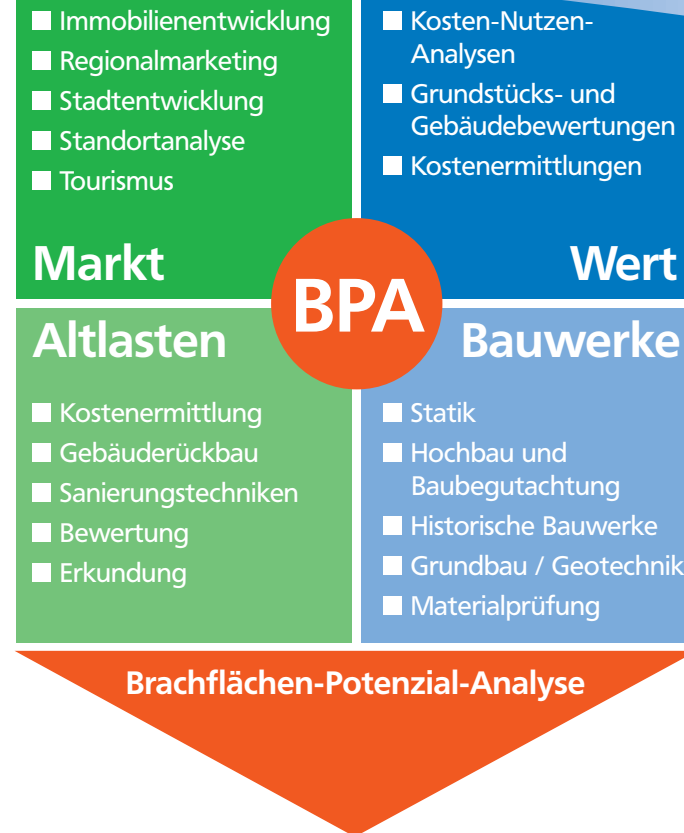 Immobilienentwicklung
Regionalmarketing
Stadtentwicklung
Standortanalyse
Tourismus
Markt
Kosten-Nutzen-
Analysen
Grundstücks- und
Gebäudebewertungen
Kostenermittlungen
Wert
BPA
Altlasten
Kostenermittlung
Gebäuderückbau
Sanierungstechniken
Bewertung
Erkundung
Bauwerke
Statik
Hochbau und
Baubegutachtung
Historische Bauwerke
Grundbau / Geotechnik
Materialprüfung
Brachflächen-Potenzial-Analyse